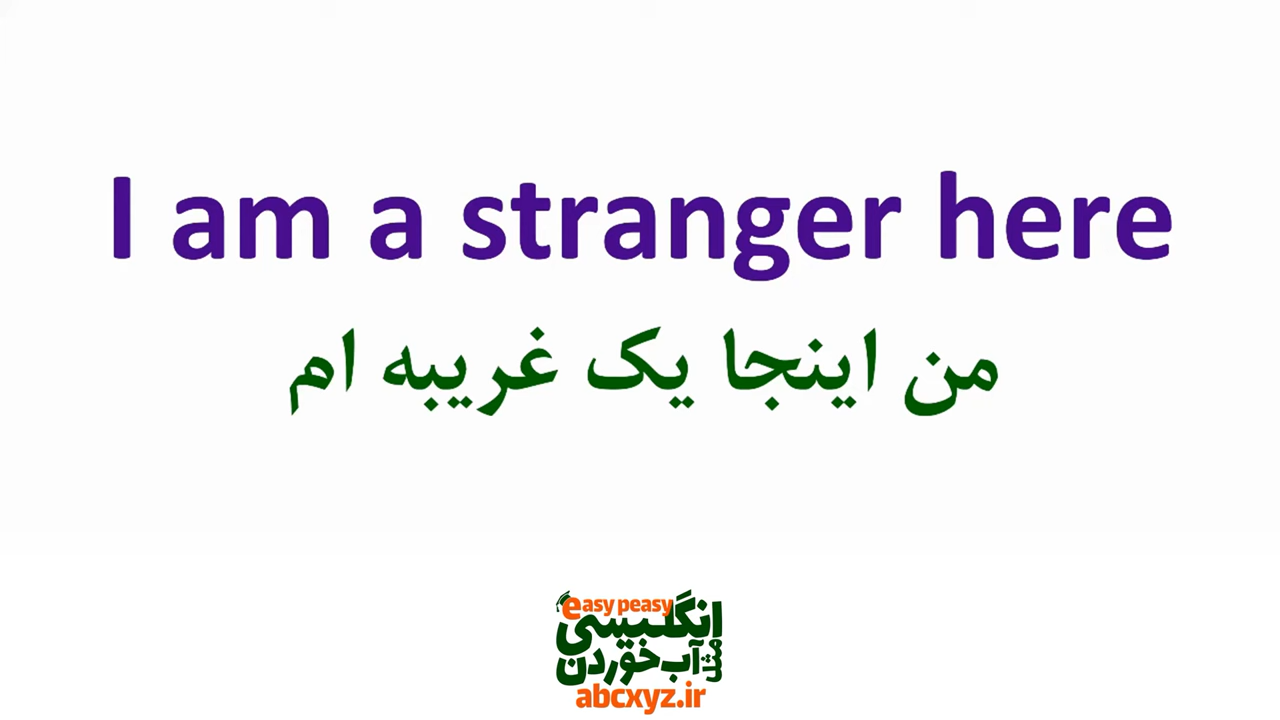 I am a stranger here
من اینجا یک غریبه ام
easy peasy
انگلیسی
مثل
آب خوردن
abcxyz.ir